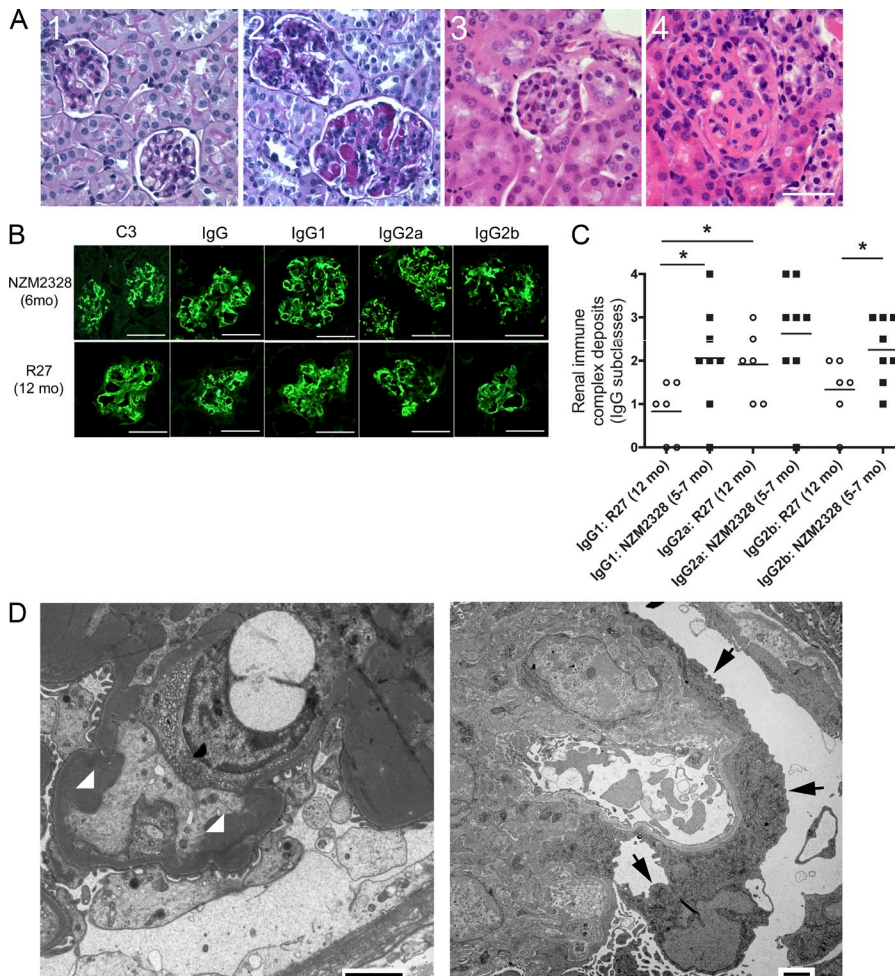 A
1
2
3
4
B
C3
IgG
IgG1
IgG2a
IgG2b
NZM2328
(6mo)
R27
(12 mo)
C
Renal immune
complex deposits
(IgG subclasses)
4
3
2
1
0
*
*
*
IgG1: R27 (12 mo)
IgG1: NZM2328 (5-7 mo)
IgG2a: R27 (12 mo)
IgG2a: NZM2328 (5-7 mo)
IgG2b: R27 (12 mo)
IgG2b: NZM2328 (5-7 mo)
D